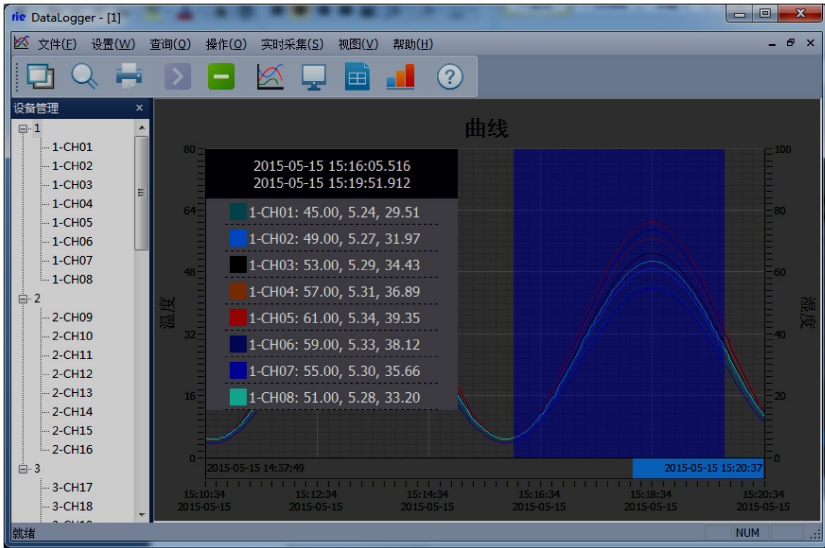 rie DataLogger - [1]
文件(F) 设置(W) 查询(Q) 操作(O) 实时采集(S) 视图(V) 帮助(H)
设备管理
1
1-CH01
1-CH02
1-CH03
1-CH04
1-CH05
1-CH06
1-CH07
1-CH08
2
2-CH09
2-CH10
2-CH11
2-CH12
2-CH13
2-CH14
2-CH15
2-CH16
3
3-CH17
3-CH18
曲线
80
64
48
32
16
0
温度
2015-05-15 15:16:05.516
2015-05-15 15:19:51.912
1-CH01: 45.00, 5.24, 29.51
1-CH02: 49.00, 5.27, 31.97
1-CH03: 53.00, 5.29, 34.43
1-CH04: 57.00, 5.31, 36.89
1-CH05: 61.00, 5.34, 39.35
1-CH06: 59.00, 5.33, 38.12
1-CH07: 55.00, 5.30, 35.66
1-CH08: 51.00, 5.28, 33.20
100
80
60
40
20
0
湿度
2015-05-15 14:37:49 2015-05-15 15:20:37
15:10:34 15:12:34 15:14:34 15:16:34 15:18:34 15:20:34
2015-05-15 2015-05-15 2015-05-15 2015-05-15 2015-05-15 2015-05-15
就绪 NUM